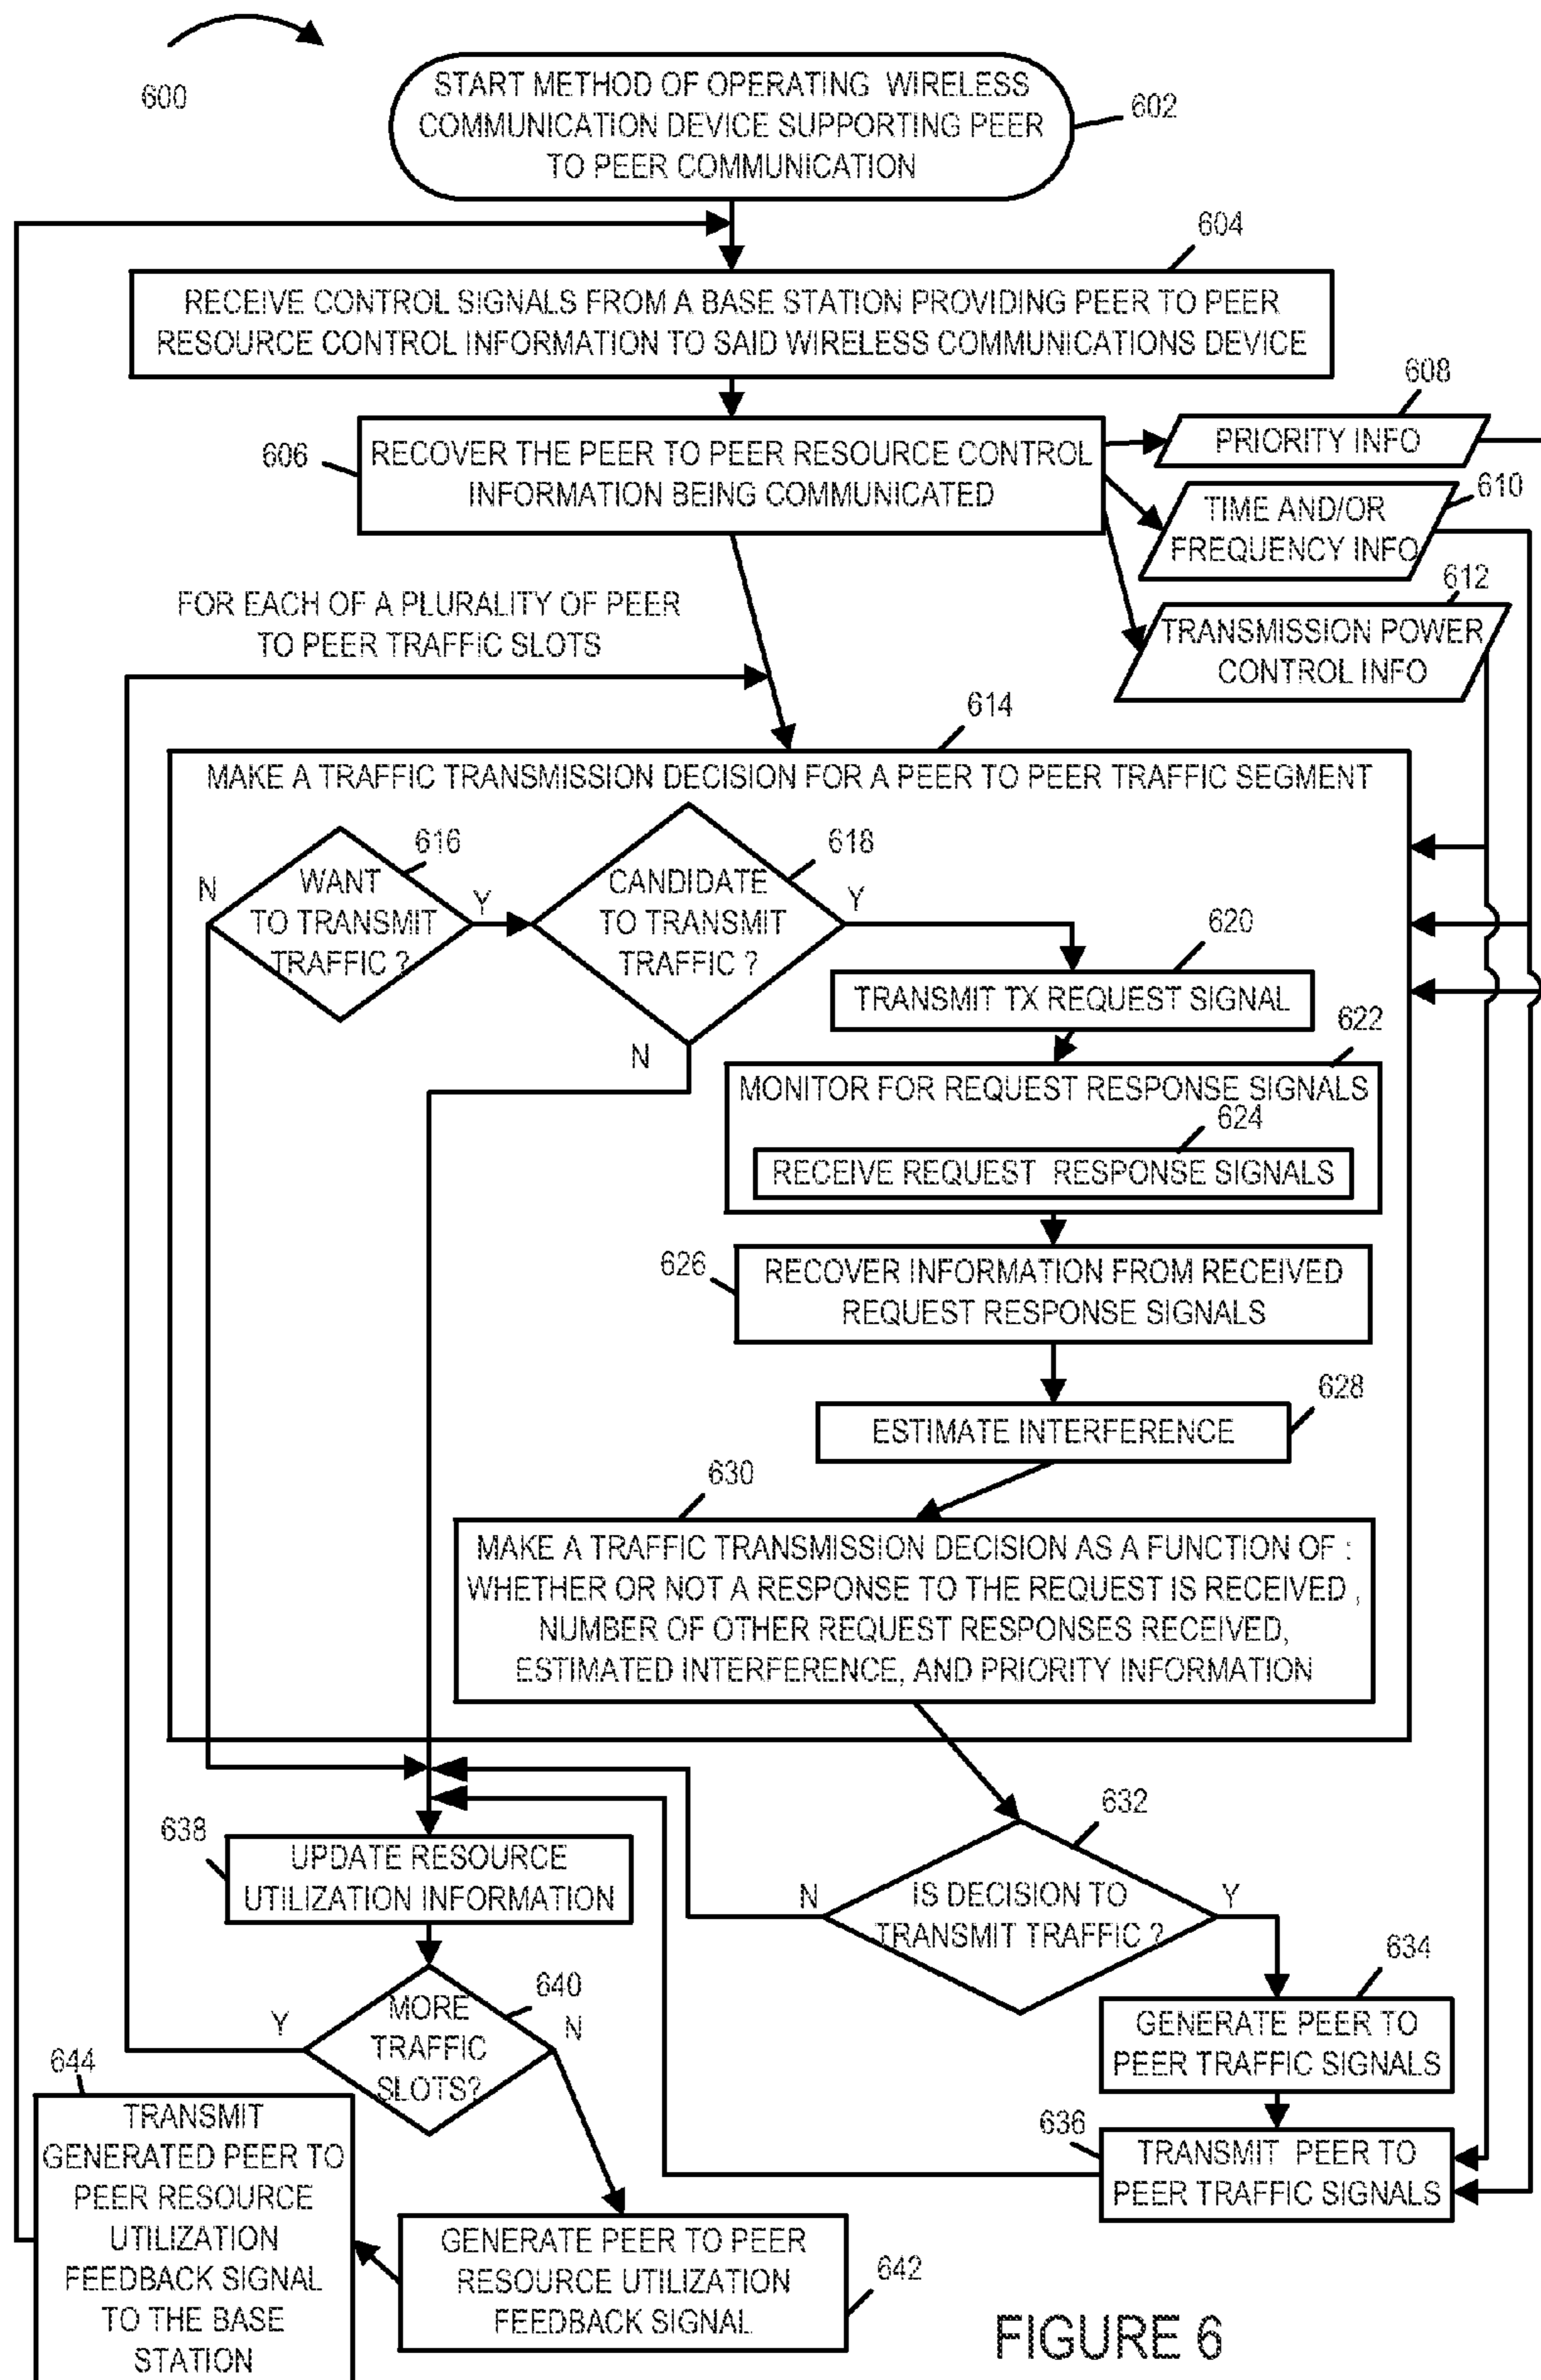 600
START METHOD OF OPERATING WIRELESS
COMMUNICATION DEVICE SUPPORTING PEER
TO PEER COMMUNICATION
602
604
RECEIVE CONTROL SIGNALS FROM A BASE STATION PROVIDING PEER TO PEER
RESOURCE CONTROL INFORMATION TO SAID WIRELESS COMMUNICATIONS DEVICE
606
RECOVER THE PEER TO PEER RESOURCE CONTROL
INFORMATION BEING COMMUNICATED
608
PRIORITY INFO
610
TIME AND/OR
FREQUENCY INFO
612
TRANSMISSION POWER
CONTROL INFO
FOR EACH OF A PLURALITY OF PEER
TO PEER TRAFFIC SLOTS
614
MAKE A TRAFFIC TRANSMISSION DECISION FOR A PEER TO PEER TRAFFIC SEGMENT
616
N
WANT
TO TRANSMIT
TRAFFIC ?
Y
618
CANDIDATE
TO TRANSMIT
TRAFFIC ?
Y
N
620
TRANSMIT TX REQUEST SIGNAL
622
MONITOR FOR REQUEST RESPONSE SIGNALS
624
RECEIVE REQUEST RESPONSE SIGNALS
626
RECOVER INFORMATION FROM RECEIVED
REQUEST RESPONSE SIGNALS
628
ESTIMATE INTERFERENCE
630
MAKE A TRAFFIC TRANSMISSION DECISION AS A FUNCTION OF :
WHETHER OR NOT A RESPONSE TO THE REQUEST IS RECEIVED ,
NUMBER OF OTHER REQUEST RESPONSES RECEIVED,
ESTIMATED INTERFERENCE, AND PRIORITY INFORMATION
632
N
IS DECISION TO
TRANSMIT TRAFFIC ?
Y
634
GENERATE PEER TO
PEER TRAFFIC SIGNALS
636
TRANSMIT PEER TO
PEER TRAFFIC SIGNALS
638
UPDATE RESOURCE
UTILIZATION INFORMATION
640
Y
MORE
TRAFFIC
SLOTS?
N
642
GENERATE PEER TO PEER
RESOURCE UTILIZATION
FEEDBACK SIGNAL
644
TRANSMIT
GENERATED PEER TO
PEER RESOURCE
UTILIZATION
FEEDBACK SIGNAL
TO THE BASE
STATION
FIGURE 6